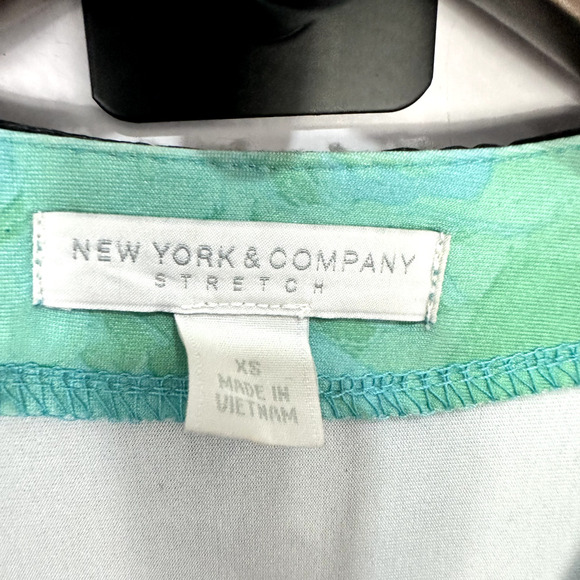 NEW YORK & COMPANY
STRETCH
XS
MADE IN
VIETNAM